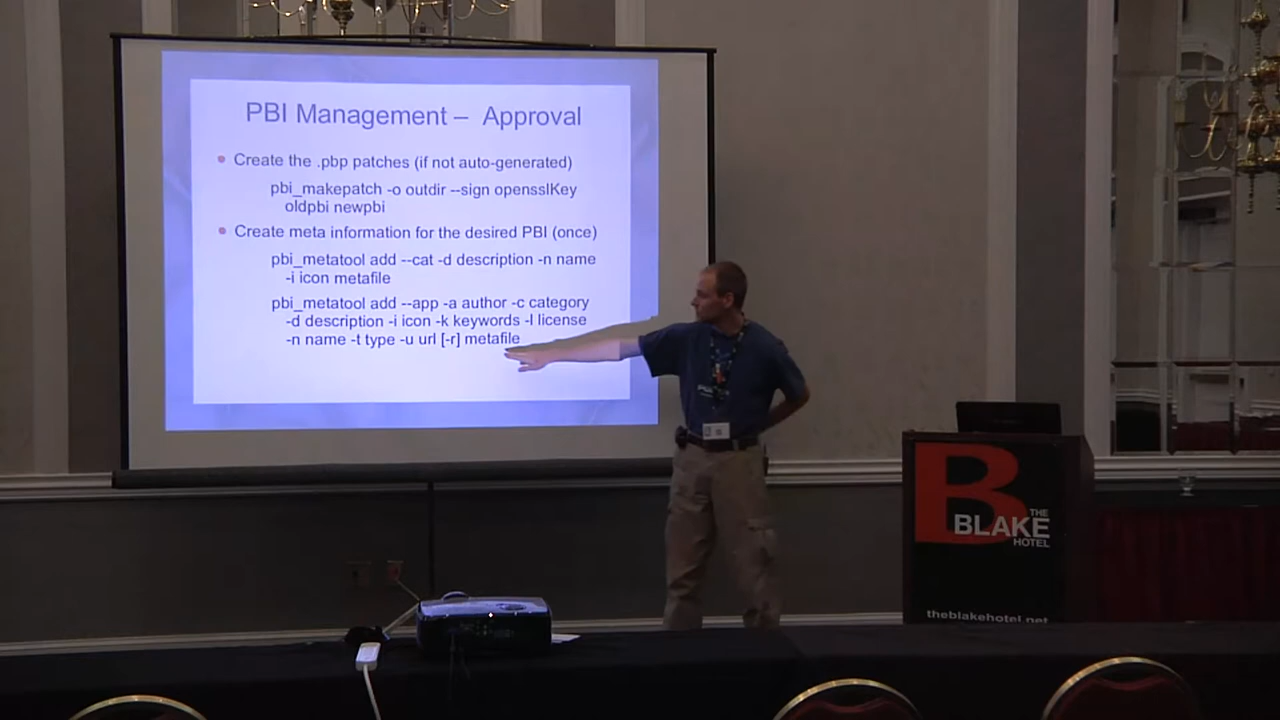 PBI Management – Approval
Create the .pbp patches (if not auto-generated)
pbi_makepatch -o outdir --sign opensslKey
oldpbi newpbi
Create meta information for the desired PBI (once)
pbi_metatool add --cat -d description -n name
-i icon metafile
pbi_metatool add --app -a author -c category
-d description -i icon -k keywords -l license
-n name -t type -u url [-r] metafile
B
THE
BLAKE
HOTEL
theblakehotel.net